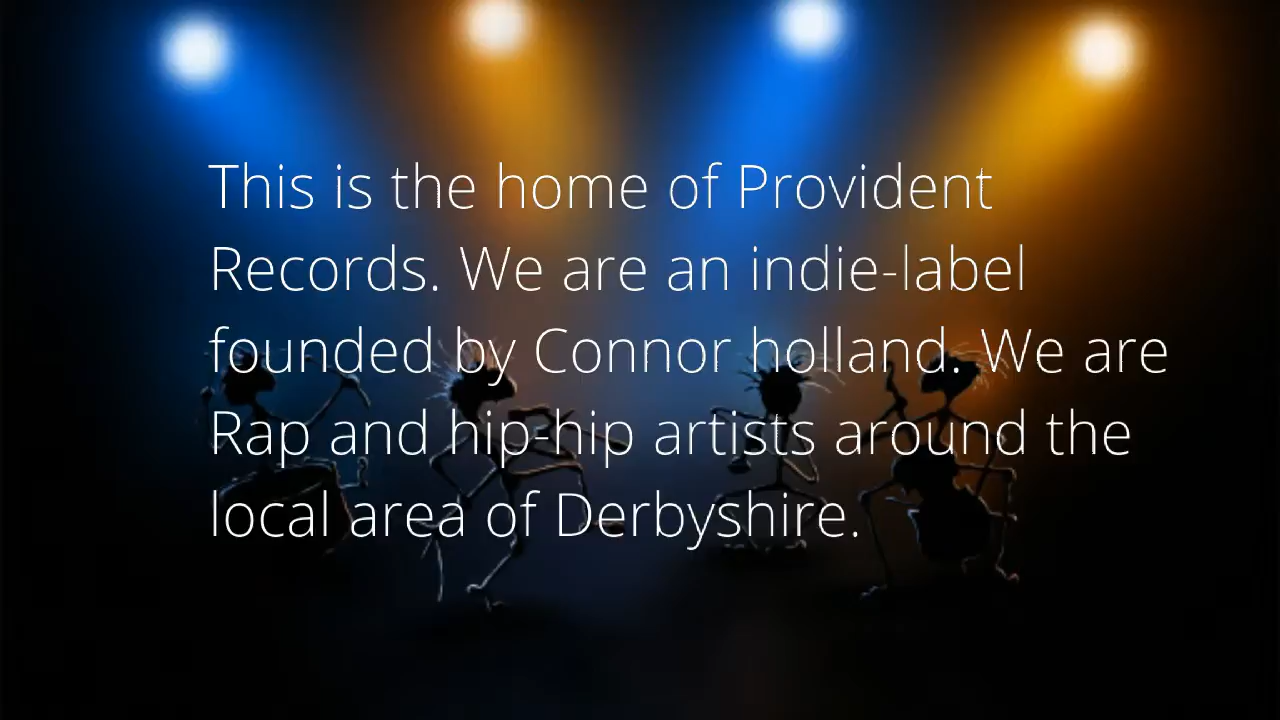 This is the home of Provident
Records. We are an indie-label
founded by Connor holland. We are
Rap and hip-hip artists around the
local area of Derbyshire.